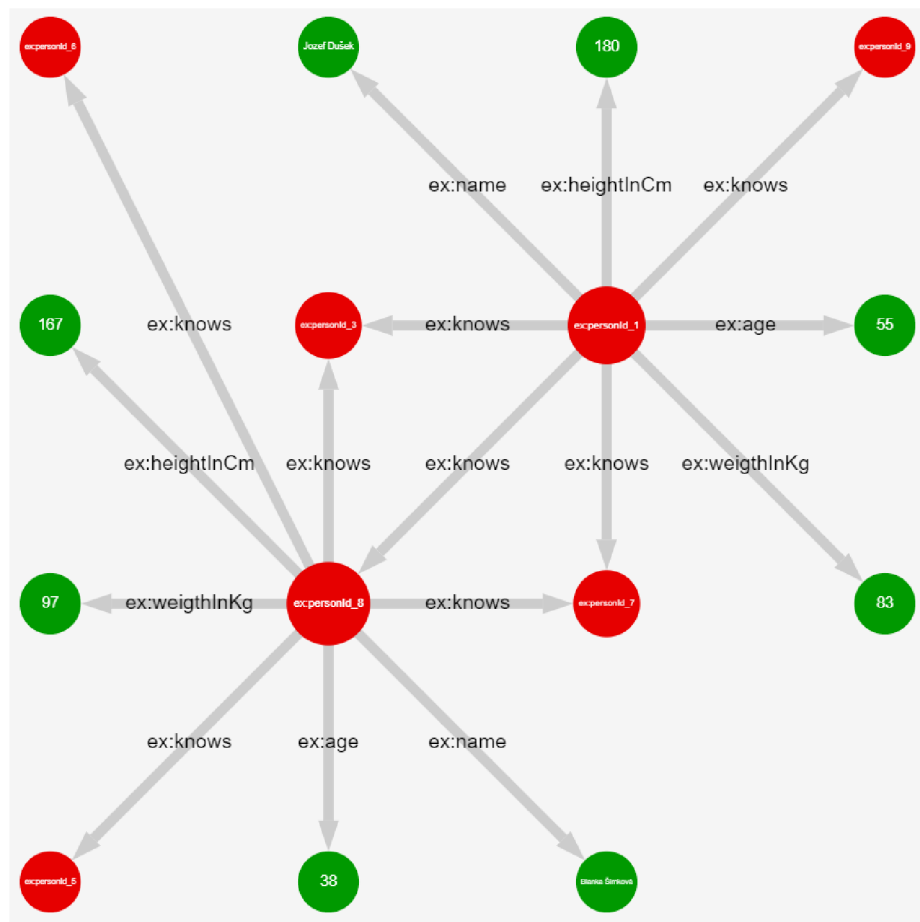 ex:personId_6
Jozef Dušek
180
ex:personId_9
ex:name
ex:heightInCm
ex:knows
167
ex:knows
ex:personId_3
ex:knows
ex:personId_1
ex:age
55
ex:heightInCm
ex:knows
ex:knows
ex:knows
ex:weigthInKg
97
ex:weigthInKg
ex:personId_8
ex:knows
ex:personId_7
83
ex:knows
ex:age
ex:name
ex:personId_5
38
Blanka Šimková